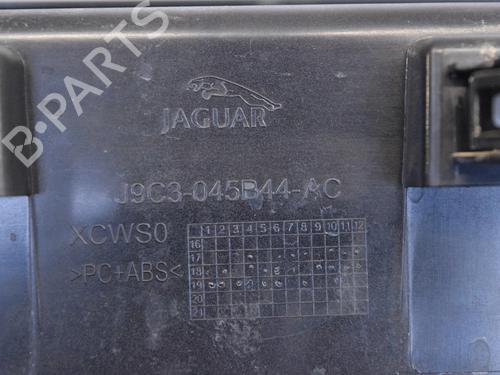 B-PARTS
JAGUAR
J9C3-045B44-AC
XCWS0
>PC+ABS<
1 2 3 4 5 6 7 8 9 10 11 12
16
17
18
19
20
21